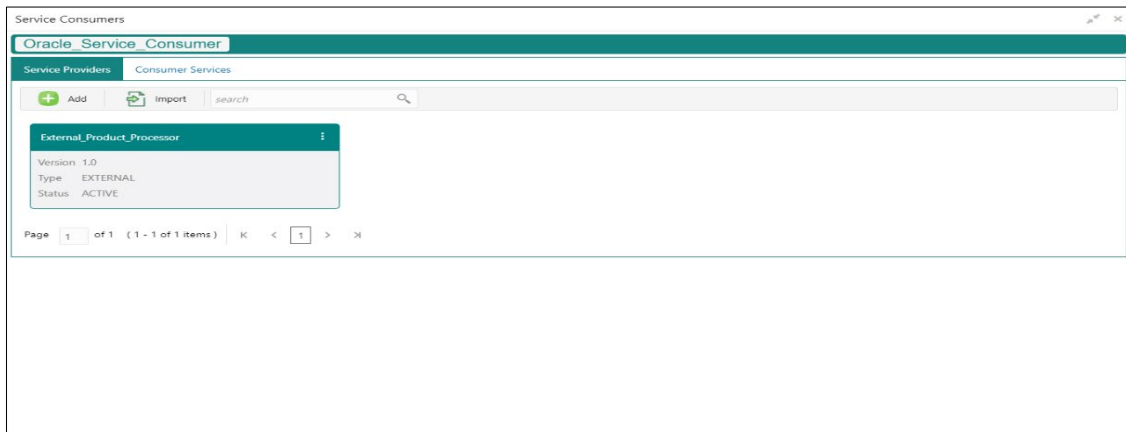 Service Consumers
Oracle_Service_Consumer
Service Providers Consumer Services
Add Import search
External_Product_Processor
Version 1.0
Type EXTERNAL
Status ACTIVE
Page 1 of 1 ( 1 - 1 of 1 items ) 1